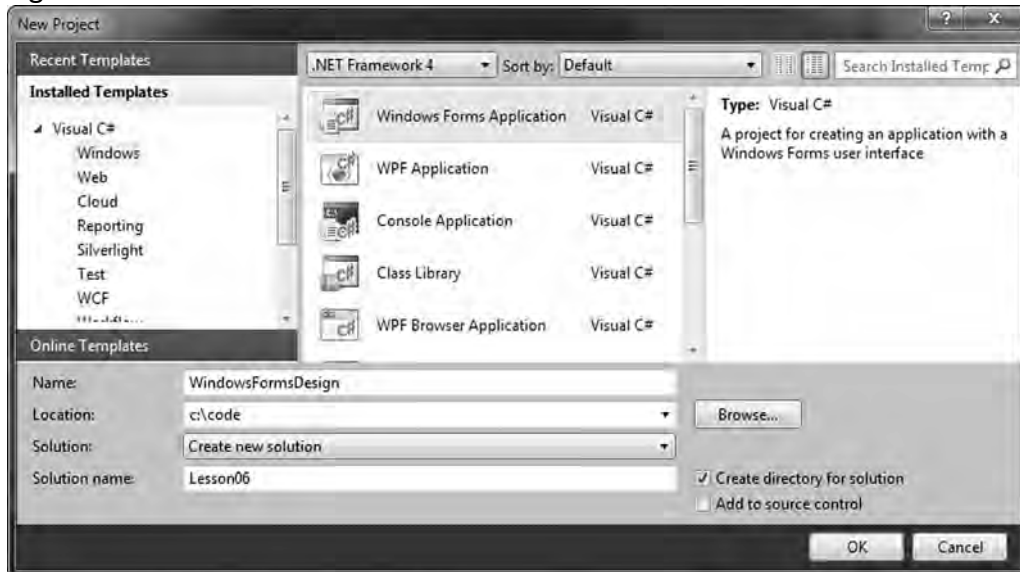 New Project
?
x
Recent Templates
.NET Framework 4
Sort by: Default
Search Installed Temp
Installed Templates
Visual C#
Windows
Web
Cloud
Reporting
Silverlight
Test
WCF
Windows Forms Application Visual C#
WPF Application Visual C#
Console Application Visual C#
Class Library Visual C#
WPF Browser Application Visual C#
Type: Visual C#
A project for creating an application with a
Windows Forms user interface
Online Templates
Name: WindowsFormsDesign
Location: c:\code
Browse...
Solution: Create new solution
Solution name: Lesson06
Create directory for solution
Add to source control
OK
Cancel